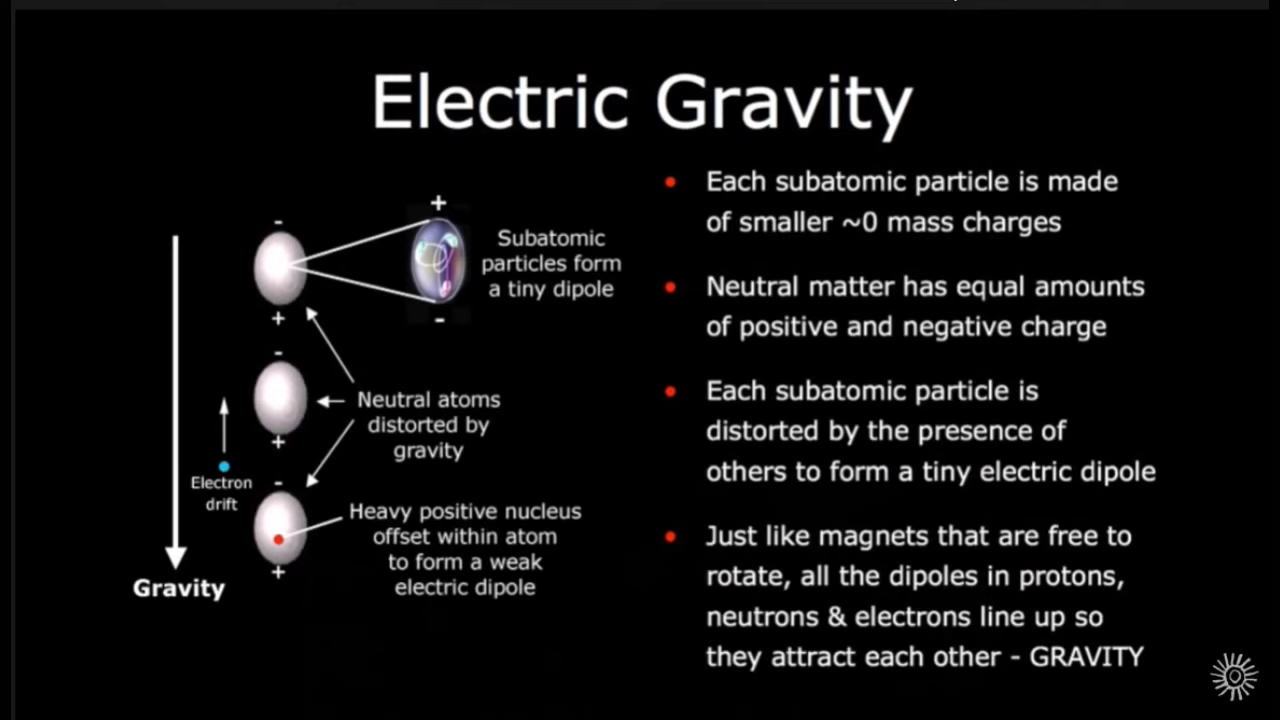 Electric Gravity
-
+
-
+
-
+
+
-
Subatomic
particles form
a tiny dipole
Neutral atoms
distorted by
gravity
Electron
drift
Heavy positive nucleus
offset within atom
to form a weak
electric dipole
Gravity
• Each subatomic particle is made
of smaller ~0 mass charges
• Neutral matter has equal amounts
of positive and negative charge
• Each subatomic particle is
distorted by the presence of
others to form a tiny electric dipole
• Just like magnets that are free to
rotate, all the dipoles in protons,
neutrons & electrons line up so
they attract each other - GRAVITY